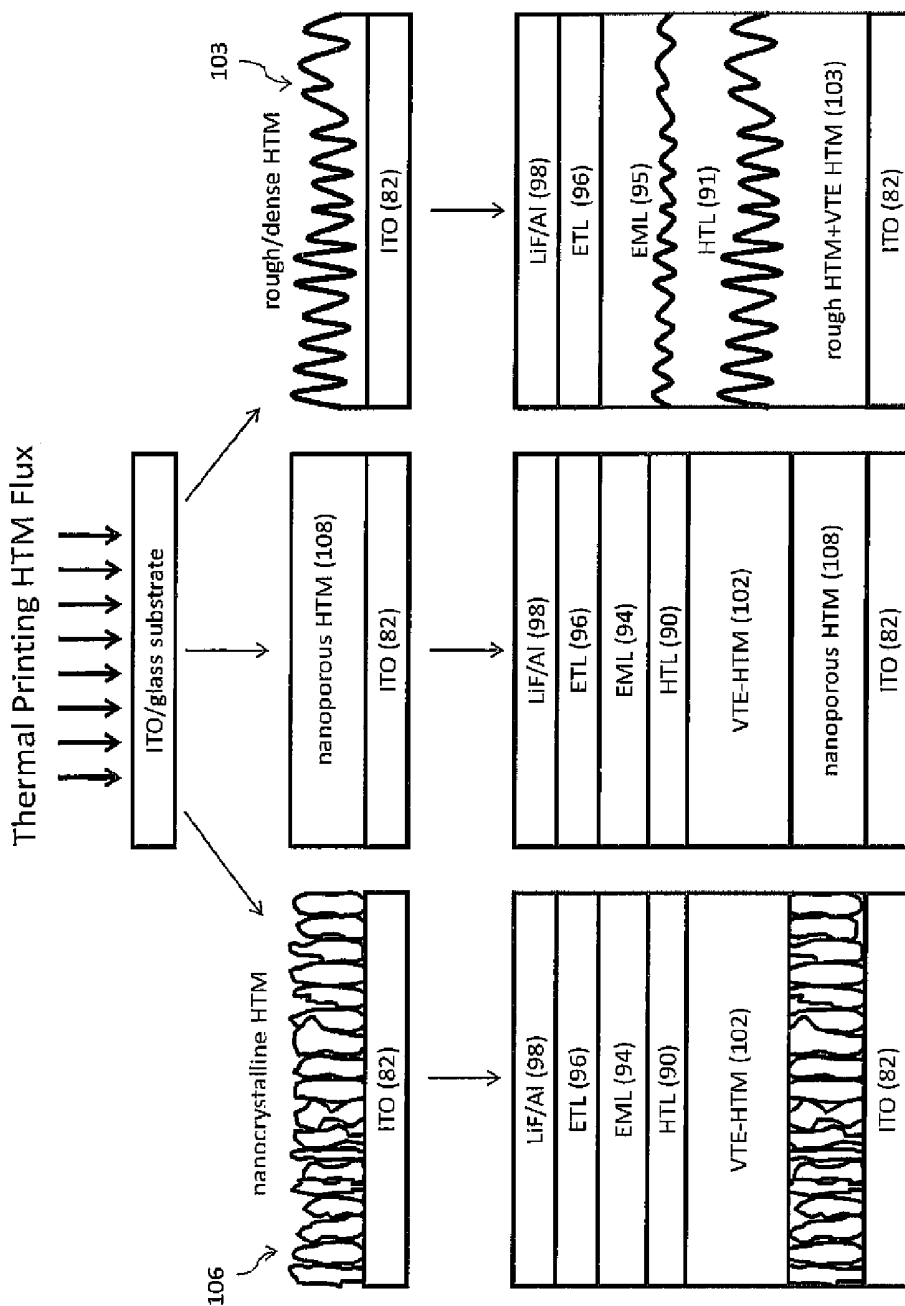 Thermal Printing HTM Flux
ITO/glass substrate
106
nanocrystalline HTM
ITO (82)
nanoporous HTM (108)
ITO (82)
rough/dense HTM
103
ITO (82)
LiF/Al (98)
ETL (96)
EML (94)
HTL (90)
VTE-HTM (102)
ITO (82)
LiF/Al (98)
ETL (96)
EML (94)
HTL (90)
VTE-HTM (102)
nanoporous HTM (108)
ITO (82)
LiF/Al (98)
ETL (96)
EML (95)
HTL (91)
rough HTM+VTE HTM (103)
ITO (82)